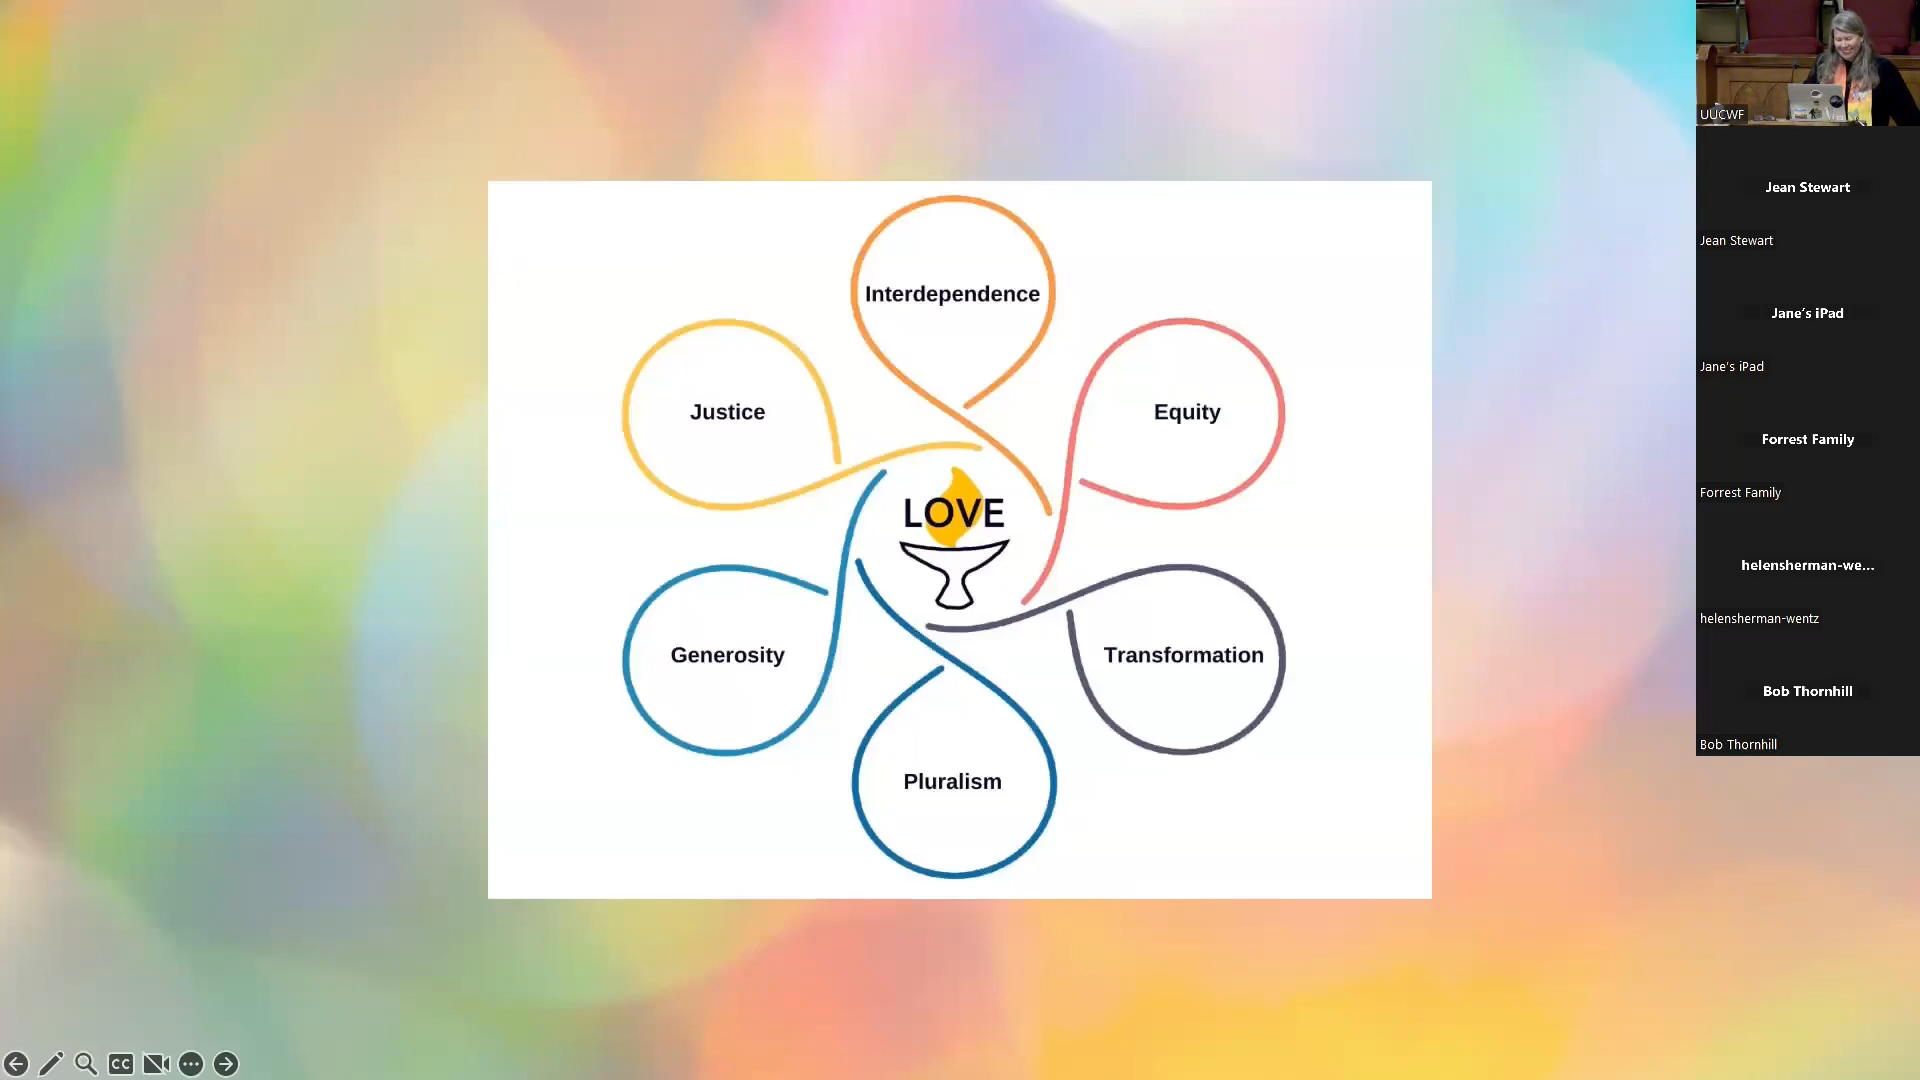 Interdependence
Justice
Equity
LOVE
Generosity
Transformation
Pluralism
UUCWF
Jean Stewart
Jean Stewart
Jane's iPad
Jane's iPad
Forrest Family
Forrest Family
helensherman-we...
helensherman-wentz
Bob Thornhill
Bob Thornhill
CC